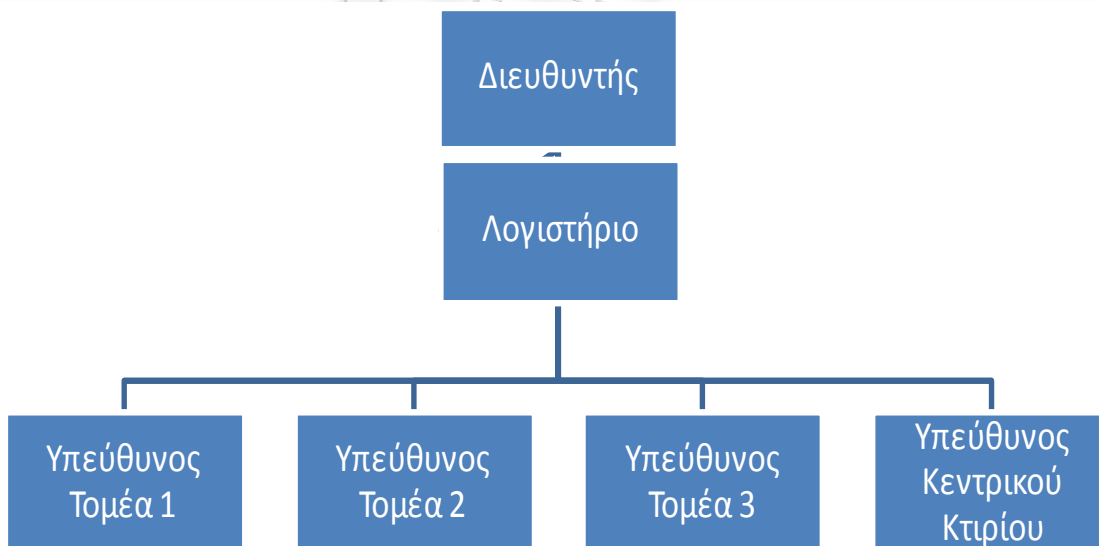 Διευθυντής
Λογιστήριο
Υπεύθυνος
Τομέα 1
Υπεύθυνος
Τομέα 2
Υπεύθυνος
Τομέα 3
Υπεύθυνος
Κεντρικού
Κτιρίου